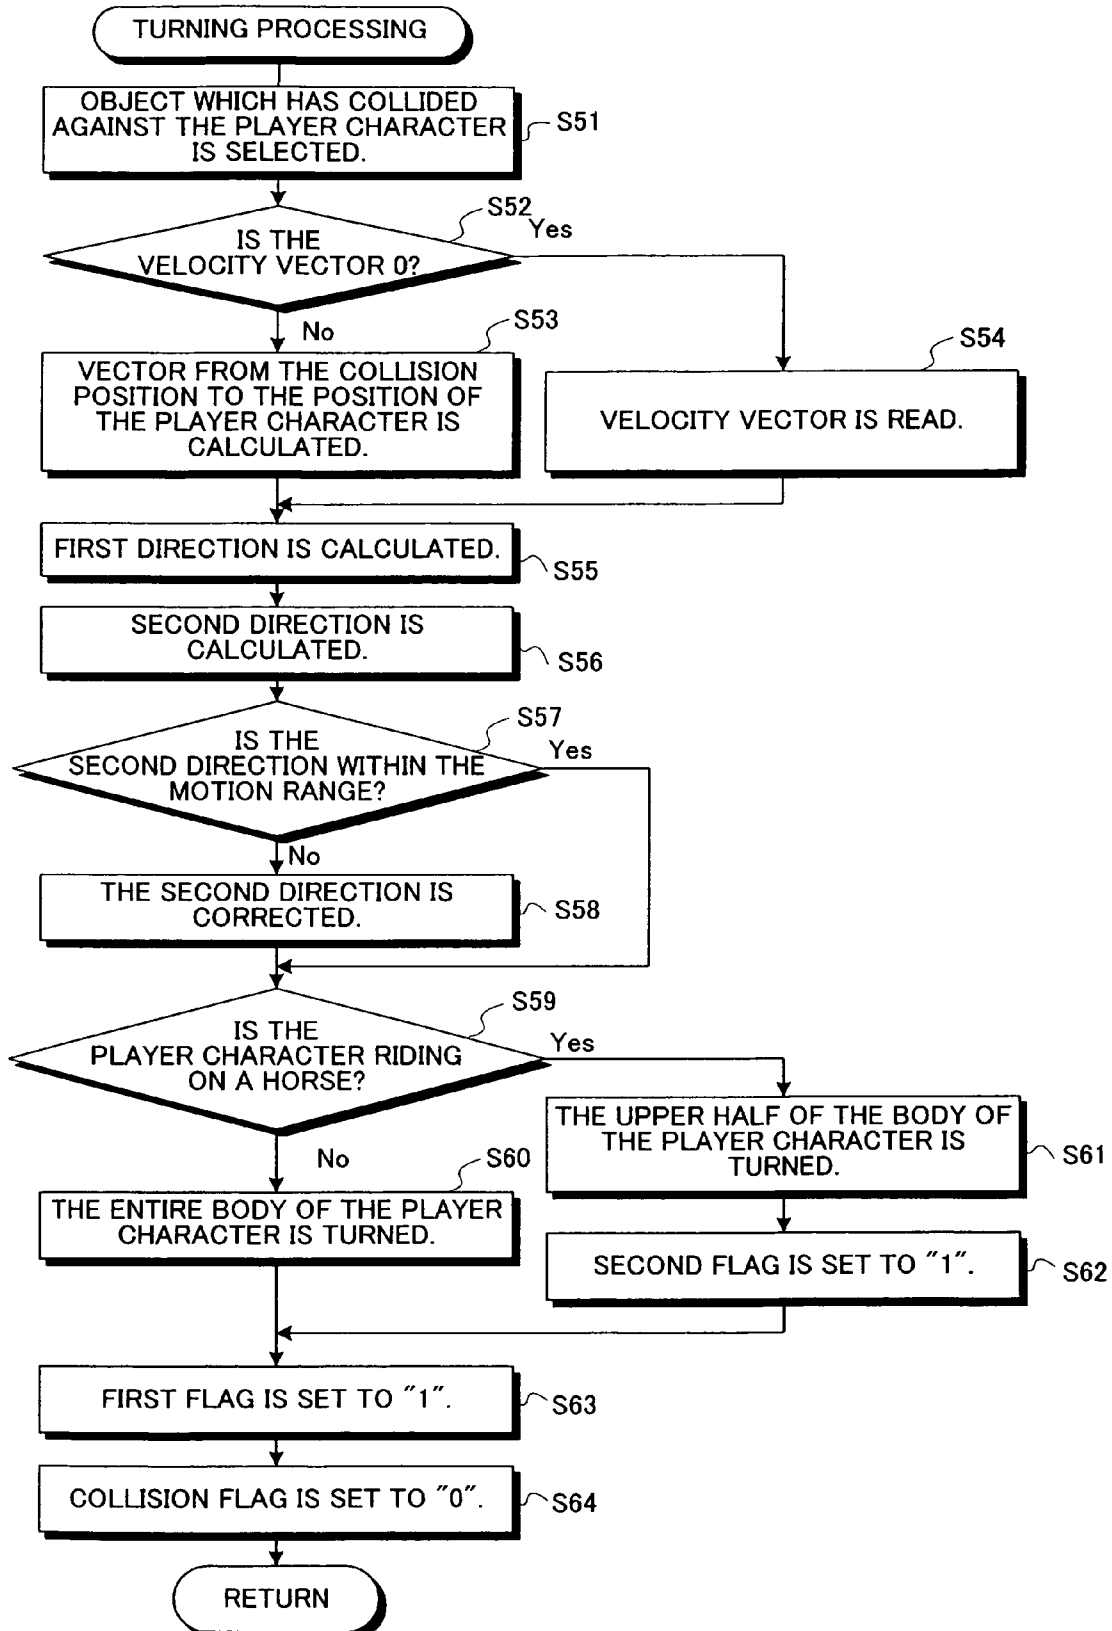 TURNING PROCESSING
OBJECT WHICH HAS COLLIDED
AGAINST THE PLAYER CHARACTER
IS SELECTED.
S51
S52
IS THE
VELOCITY VECTOR 0?
Yes
No
S53
VECTOR FROM THE COLLISION
POSITION TO THE POSITION OF
THE PLAYER CHARACTER IS
CALCULATED.
S54
VELOCITY VECTOR IS READ.
FIRST DIRECTION IS CALCULATED.
S55
SECOND DIRECTION IS
CALCULATED.
S56
S57
IS THE
SECOND DIRECTION WITHIN THE
MOTION RANGE?
Yes
No
THE SECOND DIRECTION IS
CORRECTED.
S58
S59
IS THE
PLAYER CHARACTER RIDING
ON A HORSE?
Yes
No
S60
THE ENTIRE BODY OF THE PLAYER
CHARACTER IS TURNED.
THE UPPER HALF OF THE BODY OF
THE PLAYER CHARACTER IS
TURNED.
S61
SECOND FLAG IS SET TO "1".
S62
FIRST FLAG IS SET TO "1".
S63
COLLISION FLAG IS SET TO "0".
S64
RETURN